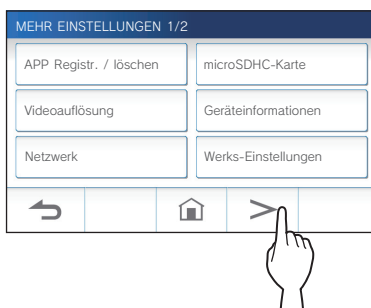 MEHR EINSTELLUNGEN 1/2
APP Registr. / löschen
microSDHC-Karte
Videoauflösung
Geräteinformationen
Netzwerk
Werks-Einstellungen